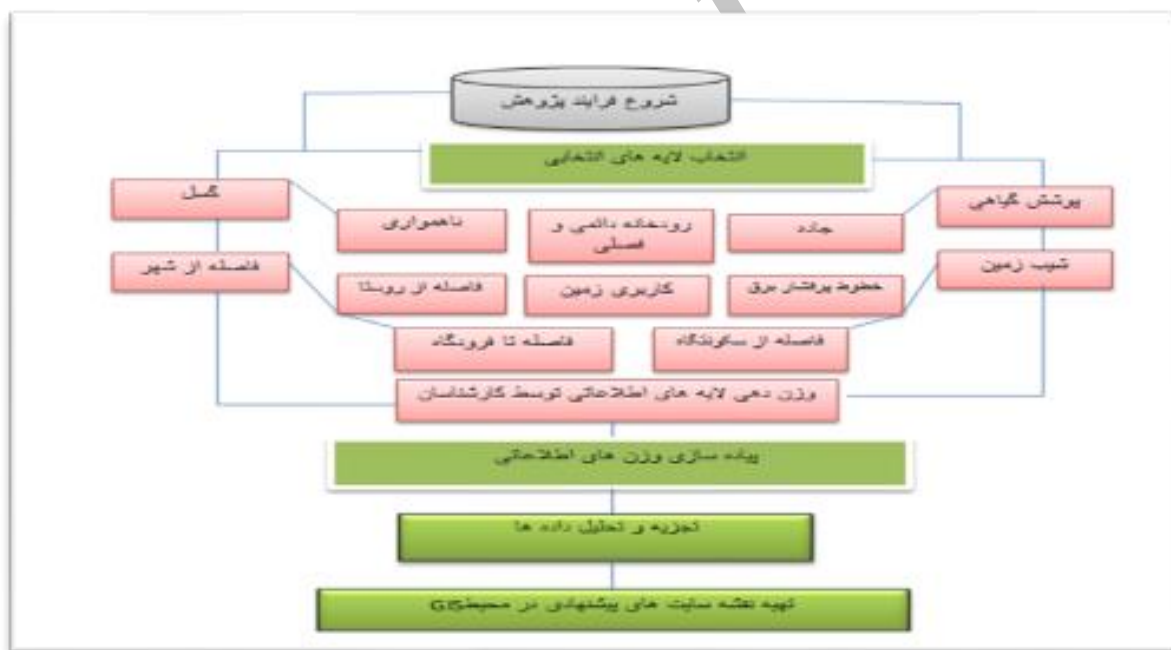 شروع فرایند پژوهش
انتخاب لایه های انتخابی
پوشش گیاهی
گسل
جاده
رودخانه دائمی و
فصلی
ناهمواری
شیب زمین
فاصله از شهر
خطوط پرفشار برق
کاربری زمین
فاصله از روستا
فاصله از سکونتگاه
فاصله تا فرودگاه
وزن دهی لایه های اطلاعاتی توسط کارشناسان
پیاده سازی وزن های اطلاعاتی
تجزیه و تحلیل داده ها
تهیه نقشه سایت های پیشنهادی در محیطGIS